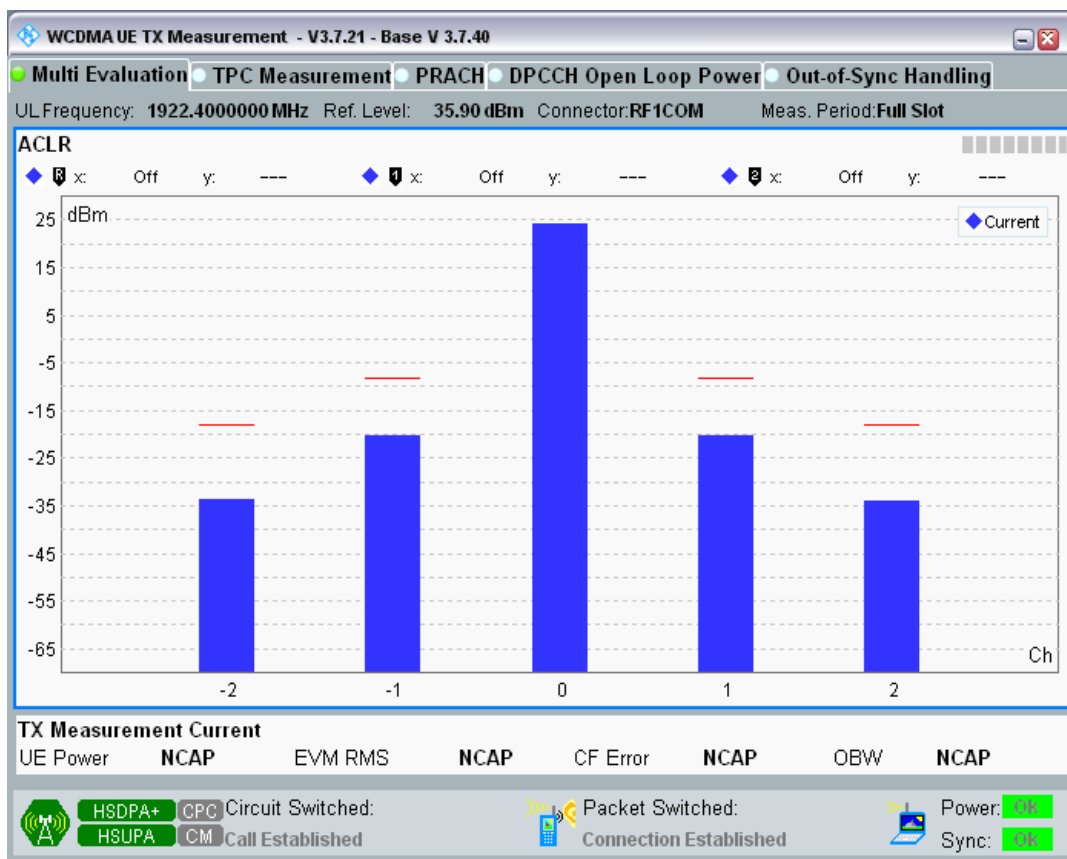 WCDMA UE TX Measurement - V3.7.21 - Base V 3.7.40
Multi Evaluation TPC Measurement PRACH DPCCH Open Loop Power Out-of-Sync Handling
UL Frequency: 1922.4000000 MHz Ref. Level: 35.90 dBm Connector:RF1COM Meas. Period:Full Slot
ACLR
R x: Off y: --- 1 x: Off y: --- 2 x: Off y: ---
dBm
Current
25
15
5
-5
-15
-25
-35
-45
-55
-65
Ch
-2 -1 0 1 2
TX Measurement Current
UE Power NCAP EVM RMS NCAP CF Error NCAP OBW NCAP
HSDPA+ CPC Circuit Switched: Packet Switched: Power: Ok
HSUPA CM Call Established Connection Established Sync: Ok